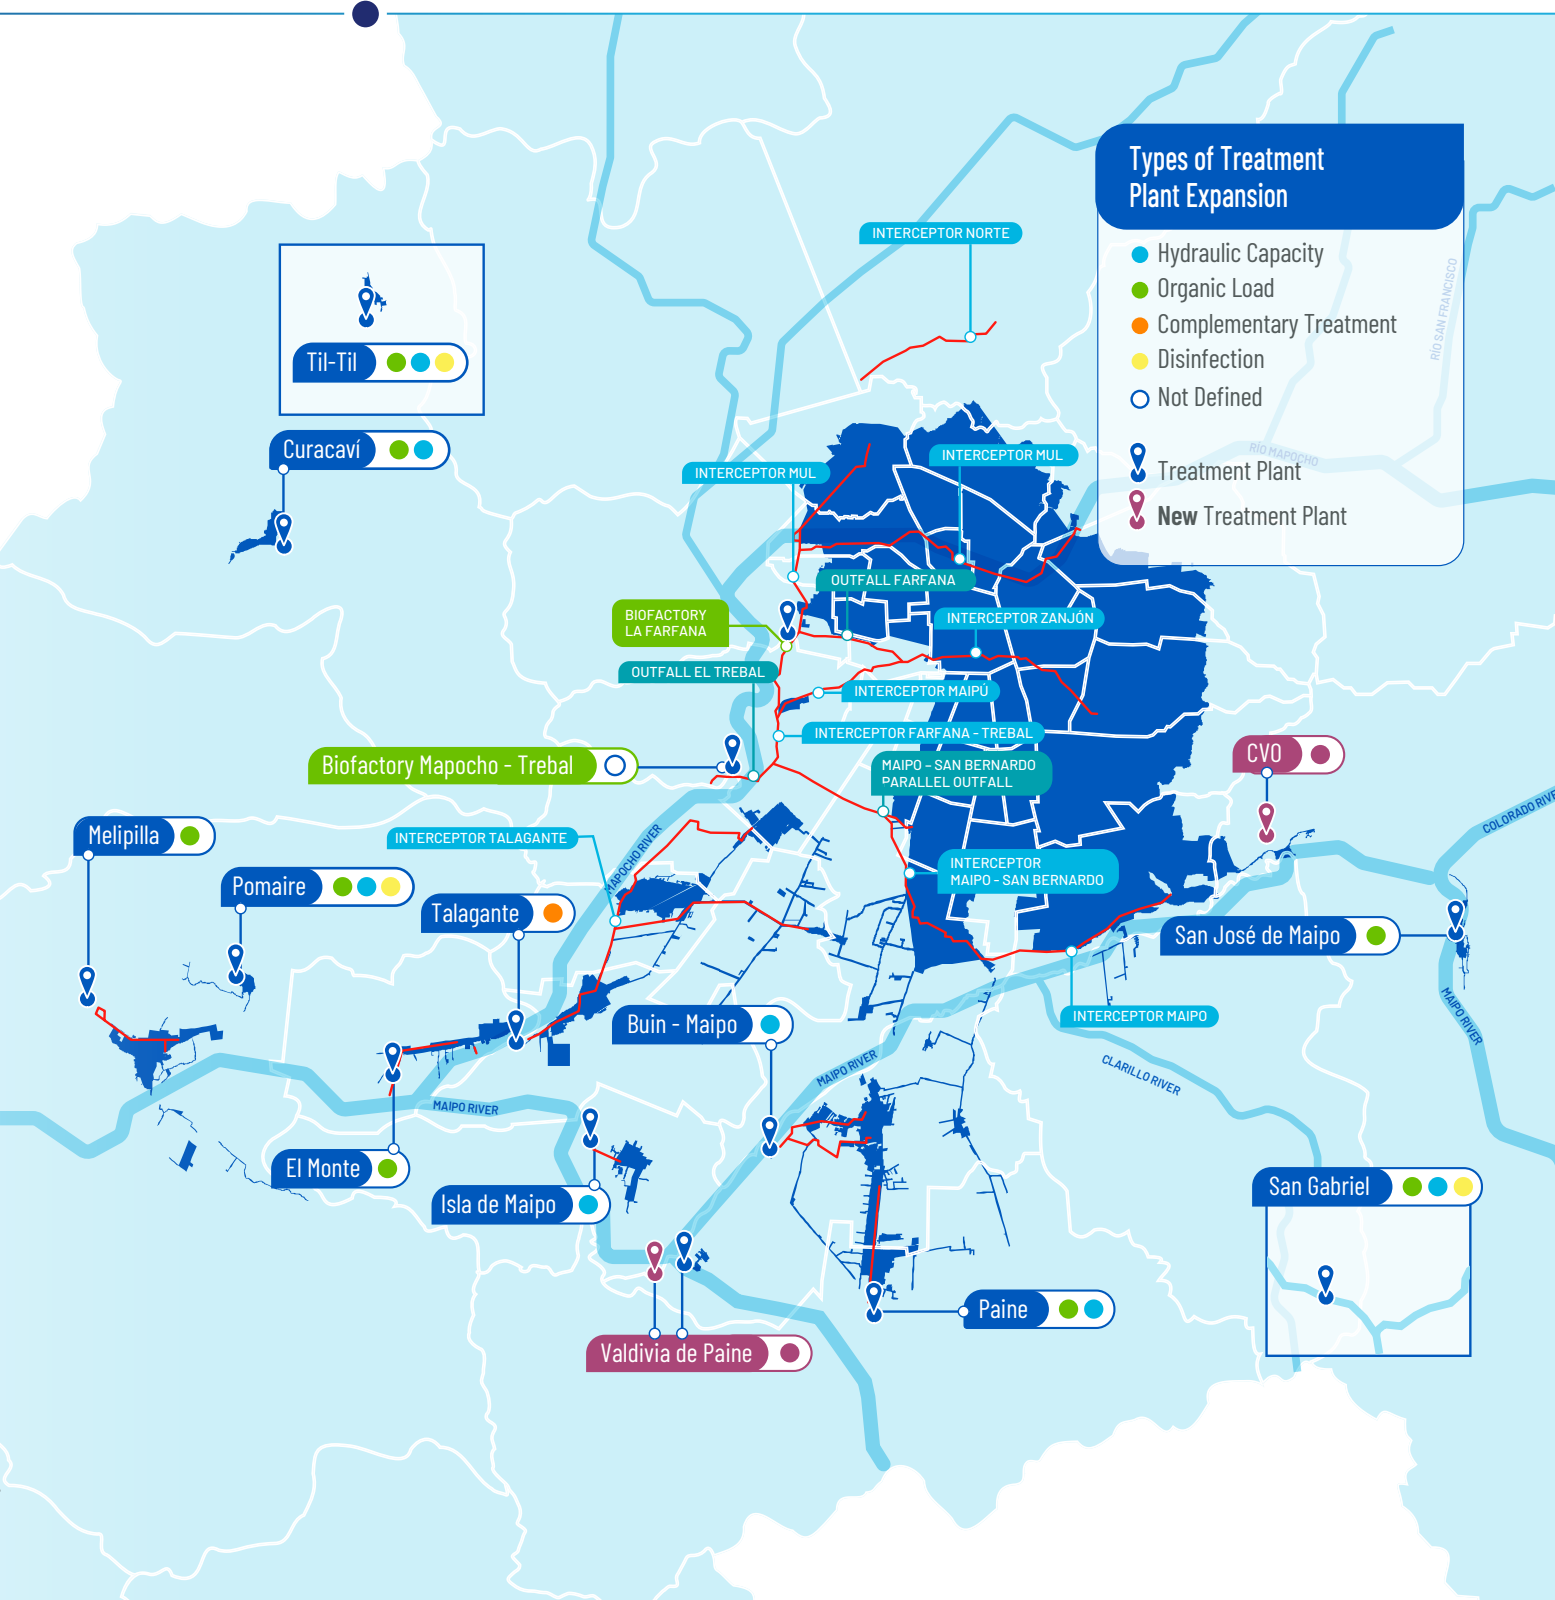 Types of Treatment
Plant Expansion
Hydraulic Capacity
Organic Load
Complementary Treatment
Disinfection
Not Defined
Treatment Plant
New Treatment Plant
RÍO SAN FRANCISCO
RÍO MAPOCHO
INTERCEPTOR NORTE
Til-Til
Curacaví
INTERCEPTOR MUL
INTERCEPTOR MUL
OUTFALL FARFANA
BIOFACTORY
LA FARFANA
INTERCEPTOR ZANJÓN
OUTFALL EL TREBAL
INTERCEPTOR MAIPÚ
INTERCEPTOR FARFANA - TREBAL
Biofactory Mapocho - Trebal
MAIPO - SAN BERNARDO
PARALLEL OUTFALL
CVO
COLORADO RIVE
Melipilla
INTERCEPTOR TALAGANTE
MAPOCHO RIVER
INTERCEPTOR
MAIPO - SAN BERNARDO
Pomaire
Talagante
San José de Maipo
Buin - Maipo
INTERCEPTOR MAIPO
MAIPO RIVER
MAIPO RIVER
CLARILLO RIVER
MAIPO RIVER
El Monte
Isla de Maipo
San Gabriel
Paine
Valdivia de Paine